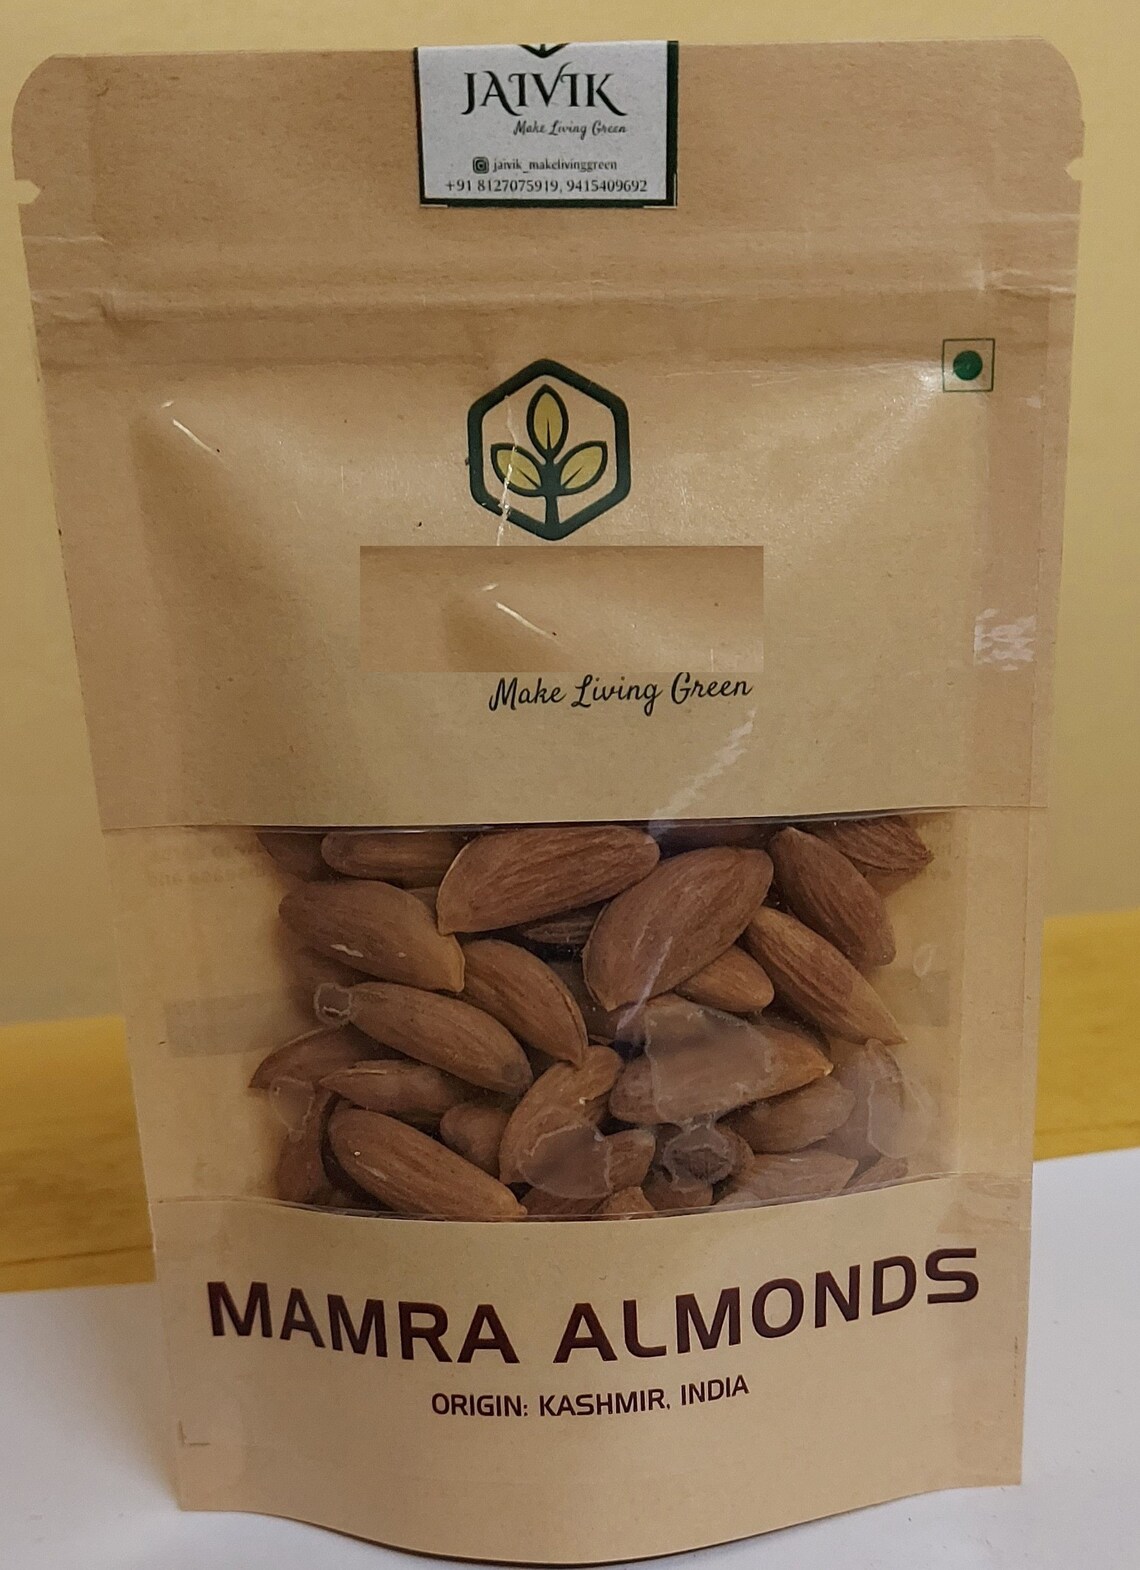 JAIVIK
Make Living Green
jaivik_makelivinggreen
+91 8127075919, 9415409692
Make Living Green
MAMRA ALMONDS
ORIGIN: KASHMIR, INDIA